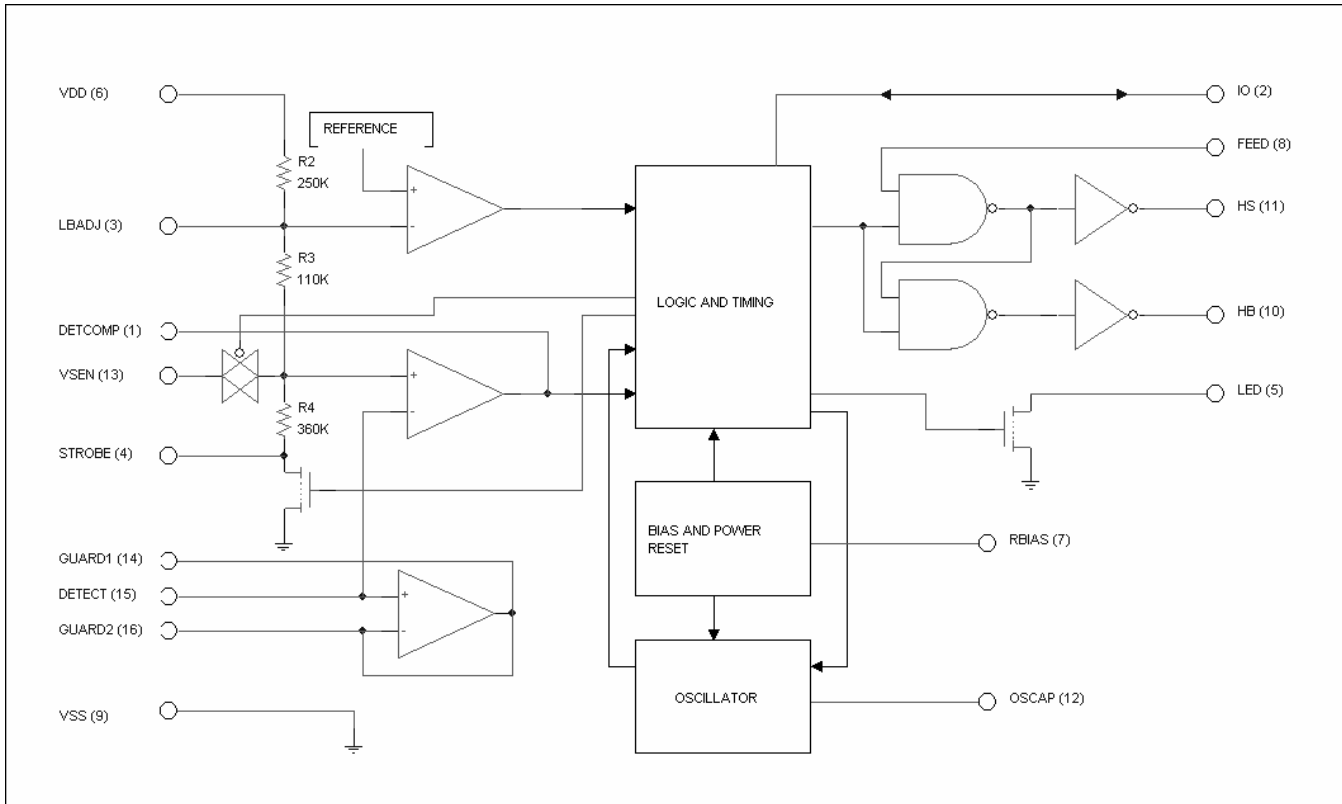 VDD (6)
REFERENCE
R2
250K
LBADJ (3)
+
-
R3
110K
DETCOMP (1)
VSEN (13)
+
-
R4
360K
STROBE (4)
GUARD1 (14)
DETECT (15)
GUARD2 (16)
+
-
VSS (9)
LOGIC AND TIMING
BIAS AND POWER
RESET
OSCILLATOR
IO (2)
FEED (8)
HS (11)
HB (10)
LED (5)
RBIAS (7)
OSCAP (12)